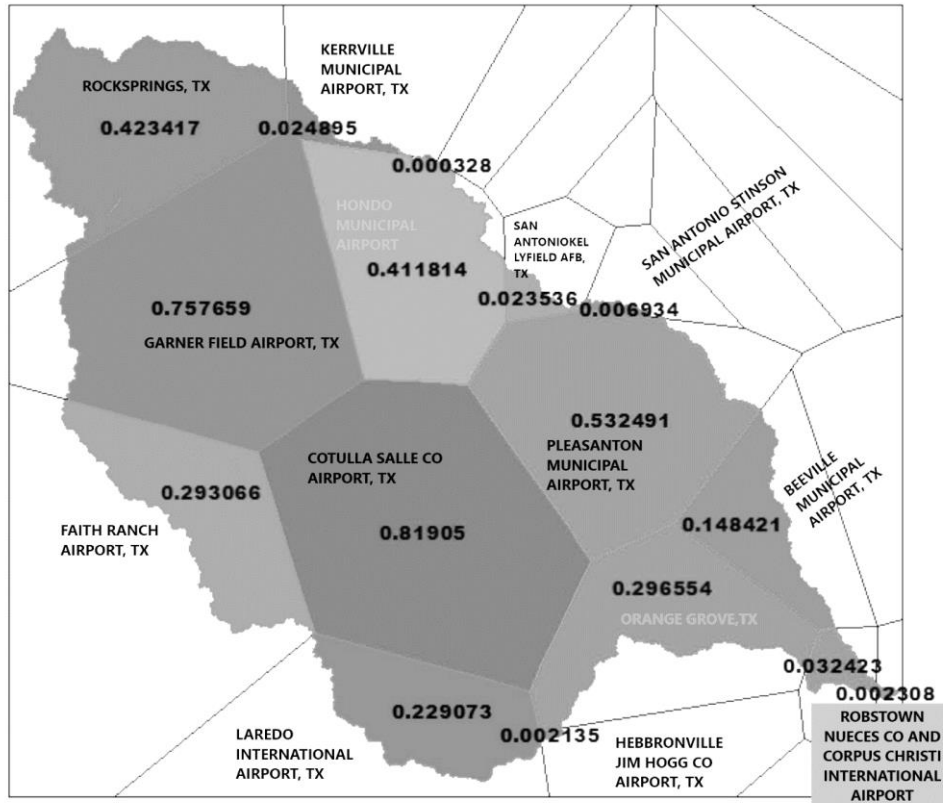 KERRVILLE
MUNICIPAL
AIRPORT, TX
ROCKSPRINGS, TX
0.423417
0.024895
0.000328
HONDO
MUNICIPAL
AIRPORT
0.411814
SAN
ANTONIOKEL
LYFIELD AFB,
TX
0.023536
SAN ANTONIO STINSON
MUNICIPAL AIRPORT, TX
0.006934
0.757659
GARNER FIELD AIRPORT, TX
0.532491
PLEASANTON
MUNICIPAL
AIRPORT, TX
COTULLA SALLE CO
AIRPORT, TX
0.81905
BEEVILLE
MUNICIPAL
AIRPORT, TX
0.148421
0.293066
FAITH RANCH
AIRPORT, TX
0.296554
ORANGE GROVE,TX
0.032423
0.002308
ROBSTOWN
NUECES CO AND
CORPUS CHRISTI
INTERNATIONAL
AIRPORT
0.229073
0.002135
LAREDO
INTERNATIONAL
AIRPORT, TX
HEBBRONVILLE
JIM HOGG CO
AIRPORT, TX